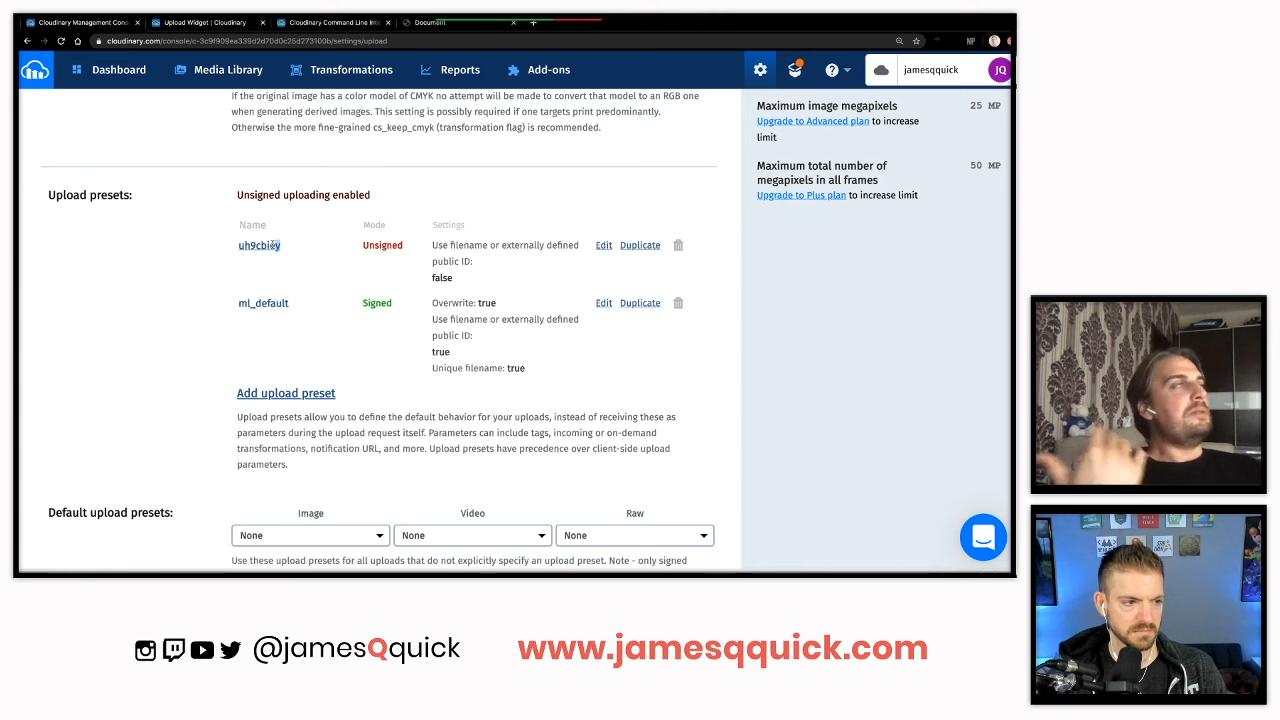 Cloudinary Management Cons
Upload Widget | Cloudinary
Cloudinary Command Line Inte
Document
cloudinary.com/console/c-3c9f909ea339d2d70d0c25d273100b/settings/upload
NP
Dashboard
Media Library
Transformations
Reports
Add-ons
jamesqquick
JQ
If the original image has a color model of CMYK no attempt will be made to convert that model to an RGB one
when generating derived images. This setting is possibly required if one targets print predominantly.
Otherwise the more fine-grained cs_keep_cmyk (transformation flag) is recommended.
Maximum image megapixels 25 MP
Upgrade to Advanced plan to increase
limit
Maximum total number of 50 MP
megapixels in all frames
Upgrade to Plus plan to increase limit
Upload presets:
Unsigned uploading enabled
Name Mode Settings
Unsigned Use filename or externally defined Edit Duplicate
public ID:
false
ml_default Signed Overwrite: true Edit Duplicate
Use filename or externally defined
public ID:
true
Unique filename: true
Add upload preset
Upload presets allow you to define the default behavior for your uploads, instead of receiving these as
parameters during the upload request itself. Parameters can include tags, incoming or on-demand
transformations, notification URL, and more. Upload presets have precedence over client-side upload
parameters.
Default upload presets:
Image Video Raw
None None None
Use these upload presets for all uploads that do not explicitly specify an upload preset. Note - only signed
@jamesQquick
www.jamesqquick.com